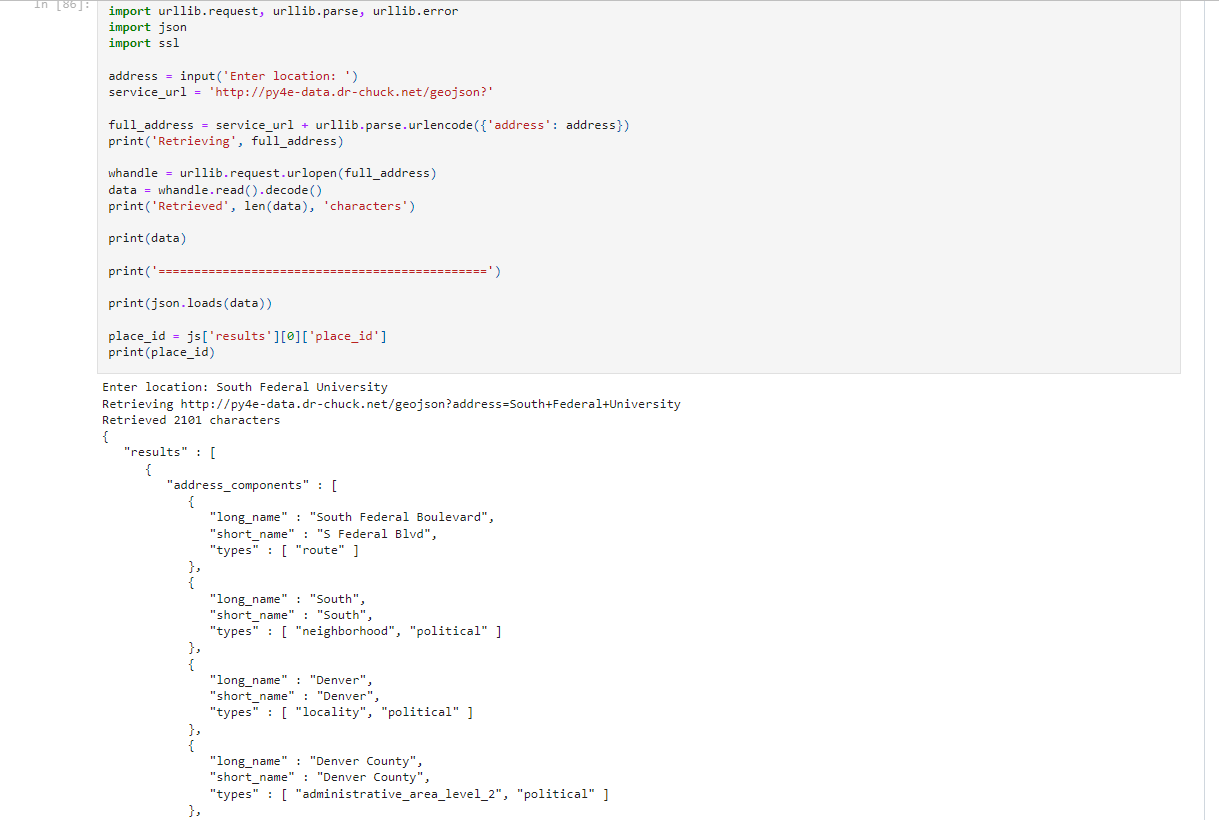 In [86]:
import urllib.request, urllib.parse, urllib.error
import json
import ssl
address = input('Enter location: ')
service_url = 'http://py4e-data.dr-chuck.net/geojson?'
full_address = service_url + urllib.parse.urlencode({'address': address})
print('Retrieving', full_address)
whandle = urllib.request.urlopen(full_address)
data = whandle.read().decode()
print('Retrieved', len(data), 'characters')
print(data)
print('==============================================')
print(json.loads(data))
place_id = js['results'][0]['place_id']
print(place_id)
Enter location: South Federal University
Retrieving http://py4e-data.dr-chuck.net/geojson?address=South+Federal+University
Retrieved 2101 characters
{
"results" : [
{
"address_components" : [
{
"long_name" : "South Federal Boulevard",
"short_name" : "S Federal Blvd",
"types" : [ "route" ]
},
{
"long_name" : "South",
"short_name" : "South",
"types" : [ "neighborhood", "political" ]
},
{
"long_name" : "Denver",
"short_name" : "Denver",
"types" : [ "locality", "political" ]
},
{
"long_name" : "Denver County",
"short_name" : "Denver County",
"types" : [ "administrative_area_level_2", "political" ]
},